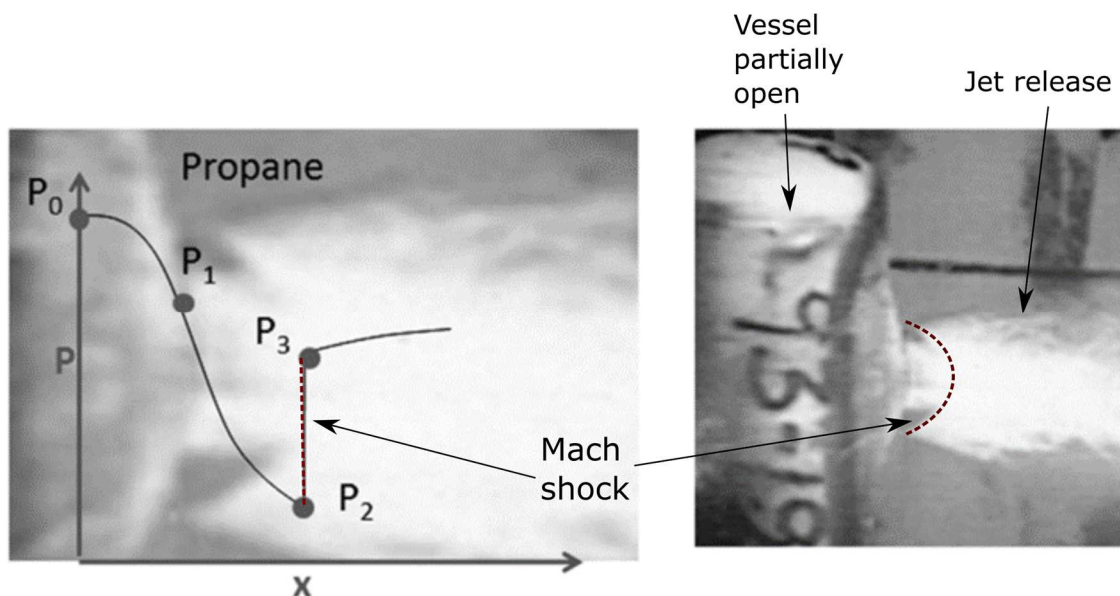 Vessel
partially
open
Jet release
Propane
P0
P1
P
P3
P2
Mach
shock
x